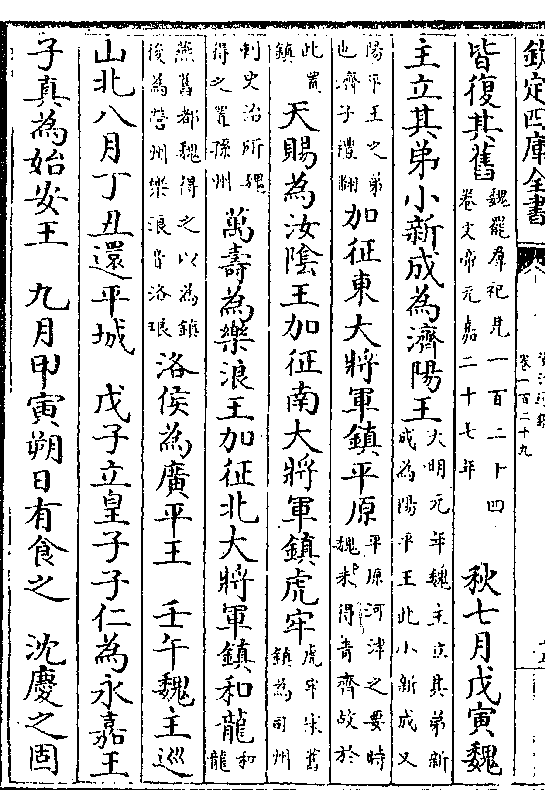 欽定四庫全書
卷一百二十九
皆復其舊 魏罷羣祀見一百二十四 卷文帝元嘉二十七年 秋七月戊寅魏
主立其弟小新成為濟陽王 大明元年魏主立其弟新 成為陽平王此小新成又
陽平王之弟 也濟子禮翻 加征東大將軍鎮平原 平原河津之要時 魏未得青齊故於
此置 鎮 天賜為汝陰王加征南大將軍鎮虎牢 虎牢宋舊 鎮為司州
刺史治所魏 得之置豫州 萬壽為樂浪王加征北大將軍鎮和龍 和 龍
燕舊都魏得之以為鎮 後為營州樂浪音洛琅 洛侯為廣平王 壬午魏主巡
山北八月丁丑還平城 戊子立皇子子仁為永嘉王
子真為始安王 九月甲寅朔日有食之 沈慶之固